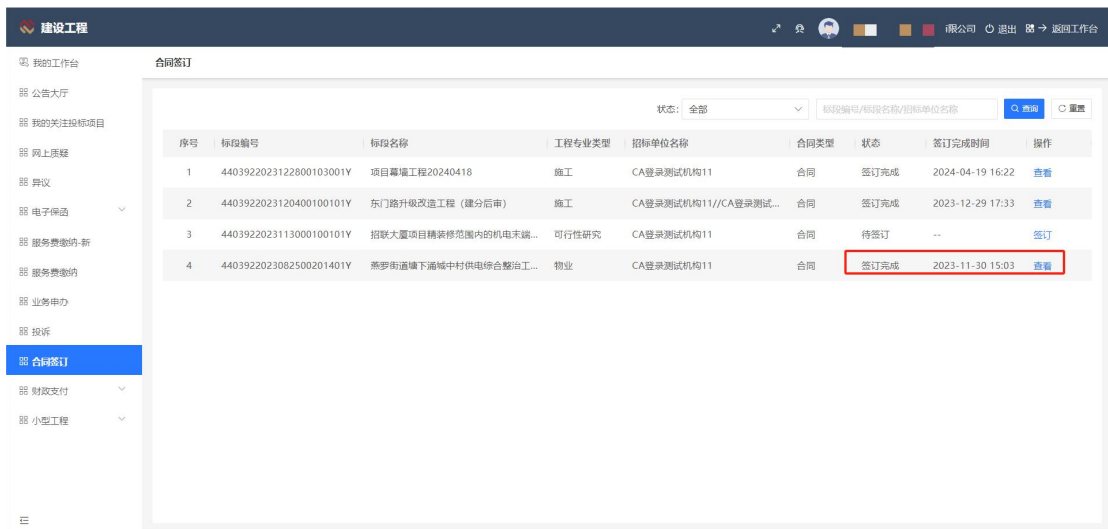 建设工程
限公司 退出 返回工作台
我的工作台
公告大厅
我的关注投标项目
网上质疑
异议
电子保函
服务费缴纳-新
服务费缴纳
业务申办
投诉
合同签订
财政支付
小型工程
合同签订
状态: 全部 标段编号/标段名称/招标单位名称 查询 重置
序号 标段编号 标段名称 工程专业类型 招标单位名称 合同类型 状态 签订完成时间 操作
1 4403922023122800103001Y 项目幕墙工程20240418 施工 CA登录测试机构11 合同 签订完成 2024-04-19 16:22 查看
2 4403922023120400100101Y 东门路升级改造工程（建分后审） 施工 CA登录测试机构11//CA登录测试... 合同 签订完成 2023-12-29 17:33 查看
3 4403922023113000100101Y 招联大厦项目精装修范围内的机电末端... 可行性研究 CA登录测试机构11 合同 待签订 -- 签订
4 4403922023082500201401Y 燕罗街道塘下涌城中村供电综合整治工... 物业 CA登录测试机构11 合同 签订完成 2023-11-30 15:03 查看